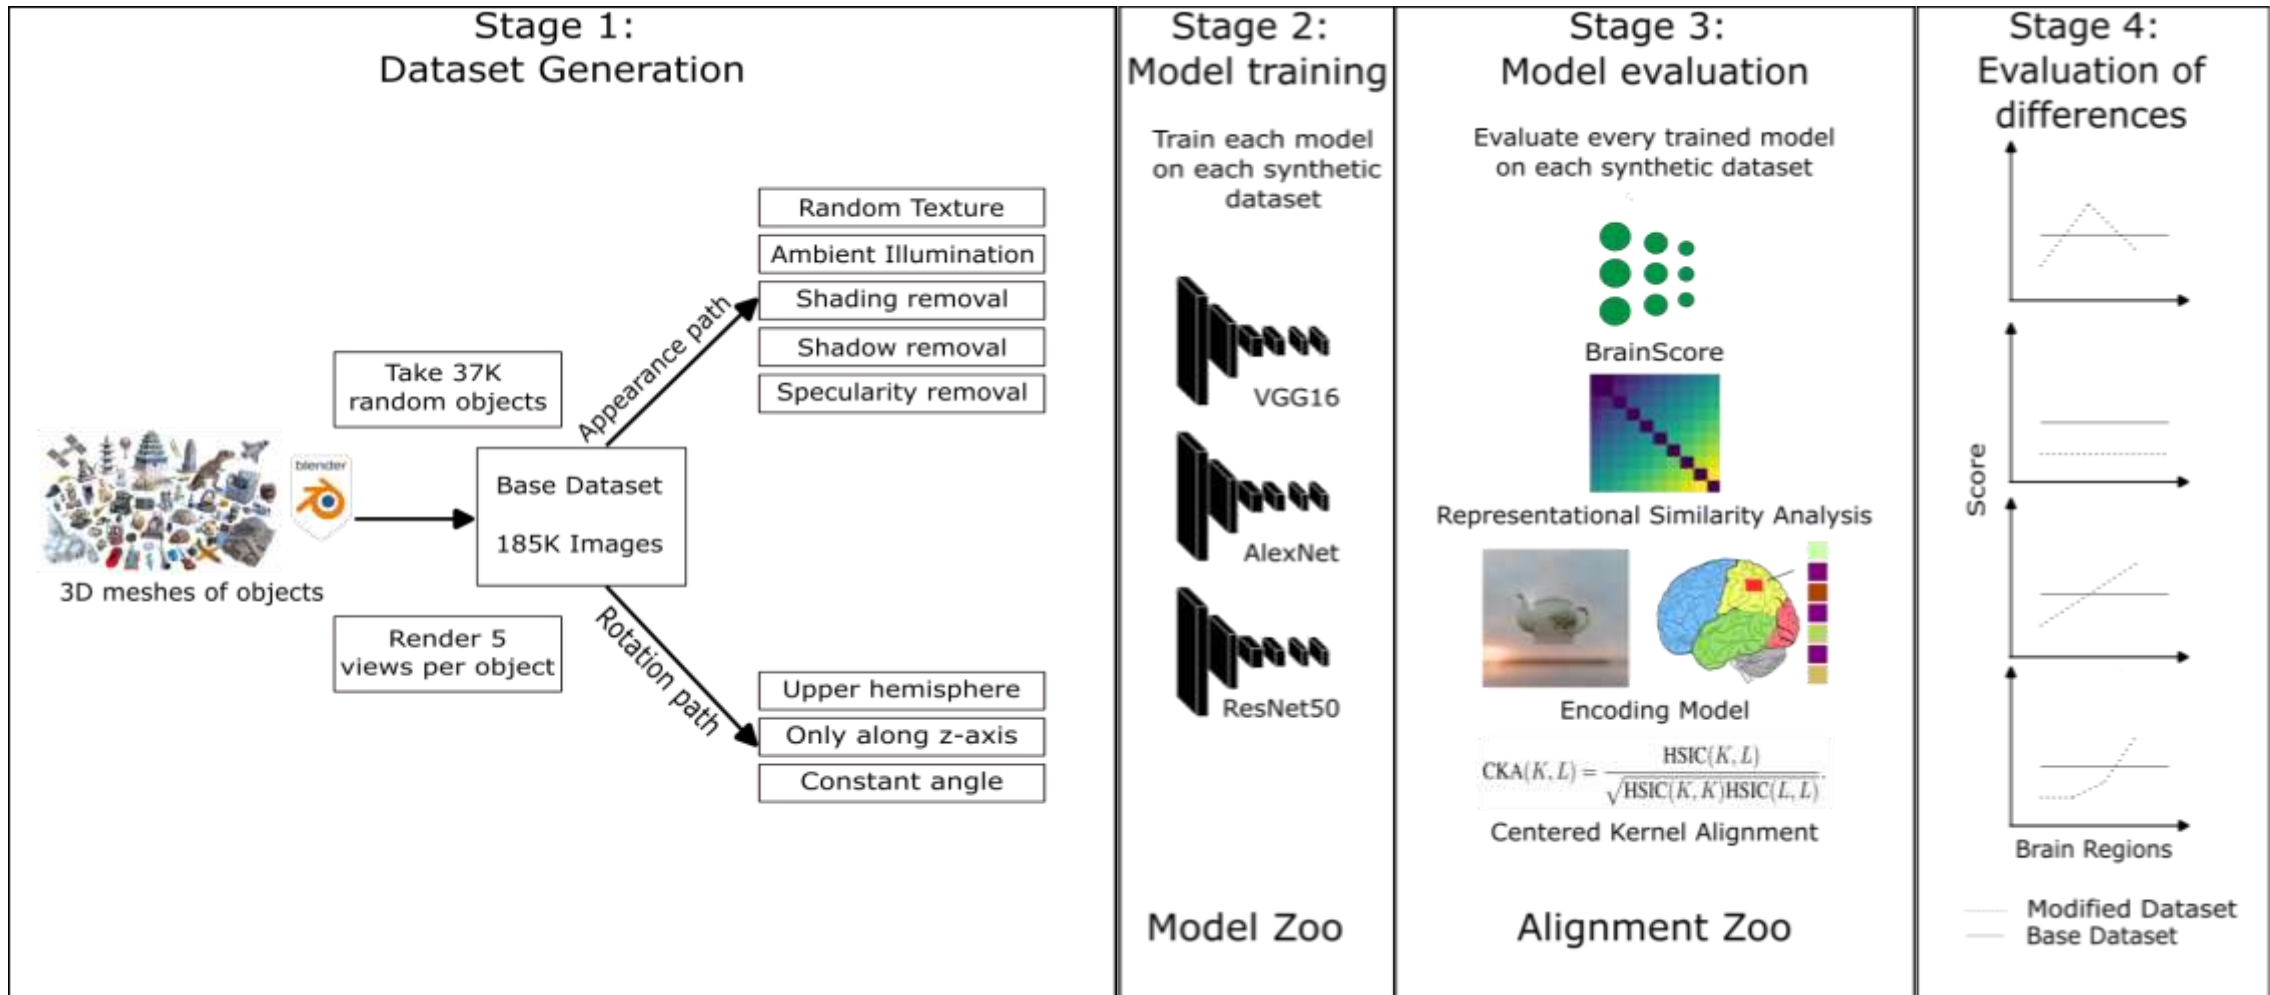 Stage 1:
Dataset Generation
Take 37K
random objects
blender
3D meshes of objects
Render 5
views per object
Base Dataset
185K Images
Appearance path
Rotation path
Random Texture
Ambient Illumination
Shading removal
Shadow removal
Specularity removal
Upper hemisphere
Only along z-axis
Constant angle
Stage 2:
Model training
Train each model
on each synthetic
dataset
VGG16
AlexNet
ResNet50
Model Zoo
Stage 3:
Model evaluation
Evaluate every trained model
on each synthetic dataset
BrainScore
Representational Similarity Analysis
Encoding Model
CKA(K, L) = HSIC(K, L) / √HSIC(K, K)HSIC(L, L).
Centered Kernel Alignment
Alignment Zoo
Stage 4:
Evaluation of
differences
Score
Brain Regions
Modified Dataset
Base Dataset